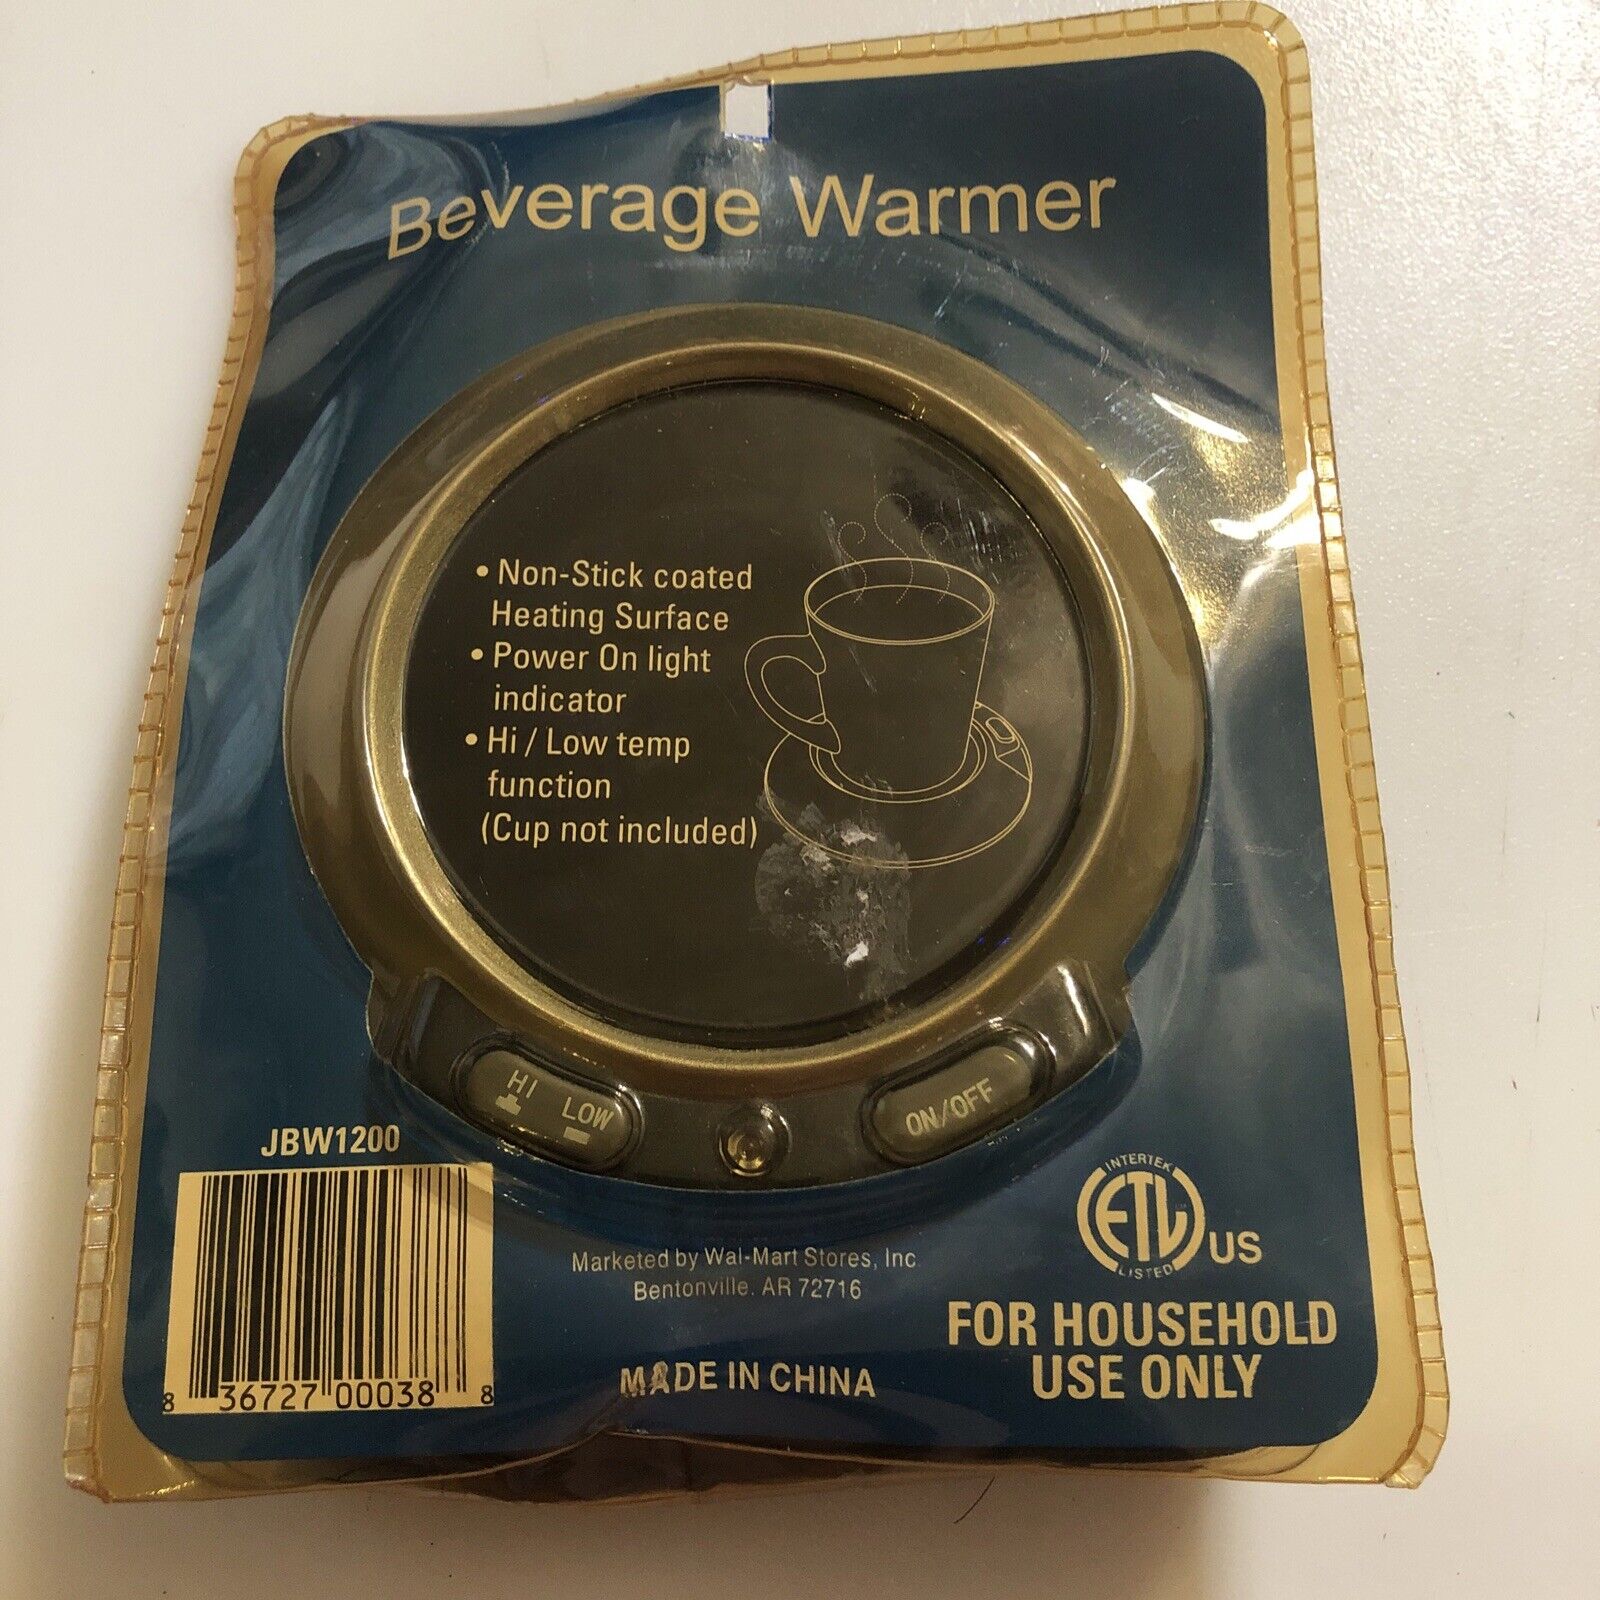 Beverage Warmer
• Non-Stick coated
Heating Surface
• Power On light
indicator
• Hi / Low temp
function
(Cup not included)
HI LOW
ON/OFF
JBW1200
8 36727 00038 8
Marketed by Wal-Mart Stores, Inc
Bentonville. AR 72716
MADE IN CHINA
INTERTEK
ETL
LISTED
US
FOR HOUSEHOLD
USE ONLY